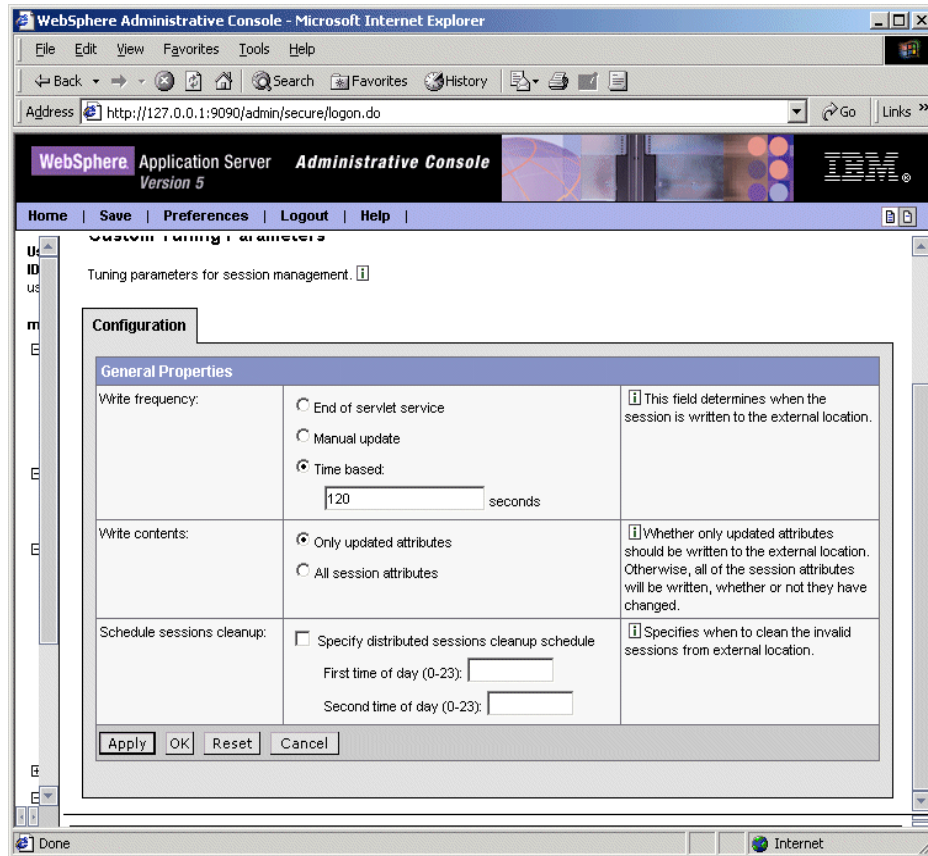 WebSphere Administrative Console - Microsoft Internet Explorer
File Edit View Favorites Tools Help
Back Search Favorites History
Address http://127.0.0.1:9090/admin/secure/logon.do Go Links »
WebSphere. Application Server Administrative Console
Version 5
IBM®
Home | Save | Preferences | Logout | Help |
Custom Tuning Parameters
ID
us
Tuning parameters for session management. i
m
Configuration
General Properties
Write frequency:
End of servlet service
Manual update
Time based:
120 seconds
i This field determines when the
session is written to the external location.
Write contents:
Only updated attributes
All session attributes
i Whether only updated attributes
should be written to the external location.
Otherwise, all of the session attributes
will be written, whether or not they have
changed.
Schedule sessions cleanup:
Specify distributed sessions cleanup schedule
First time of day (0-23):
Second time of day (0-23):
i Specifies when to clean the invalid
sessions from external location.
Apply OK Reset Cancel
Done Internet